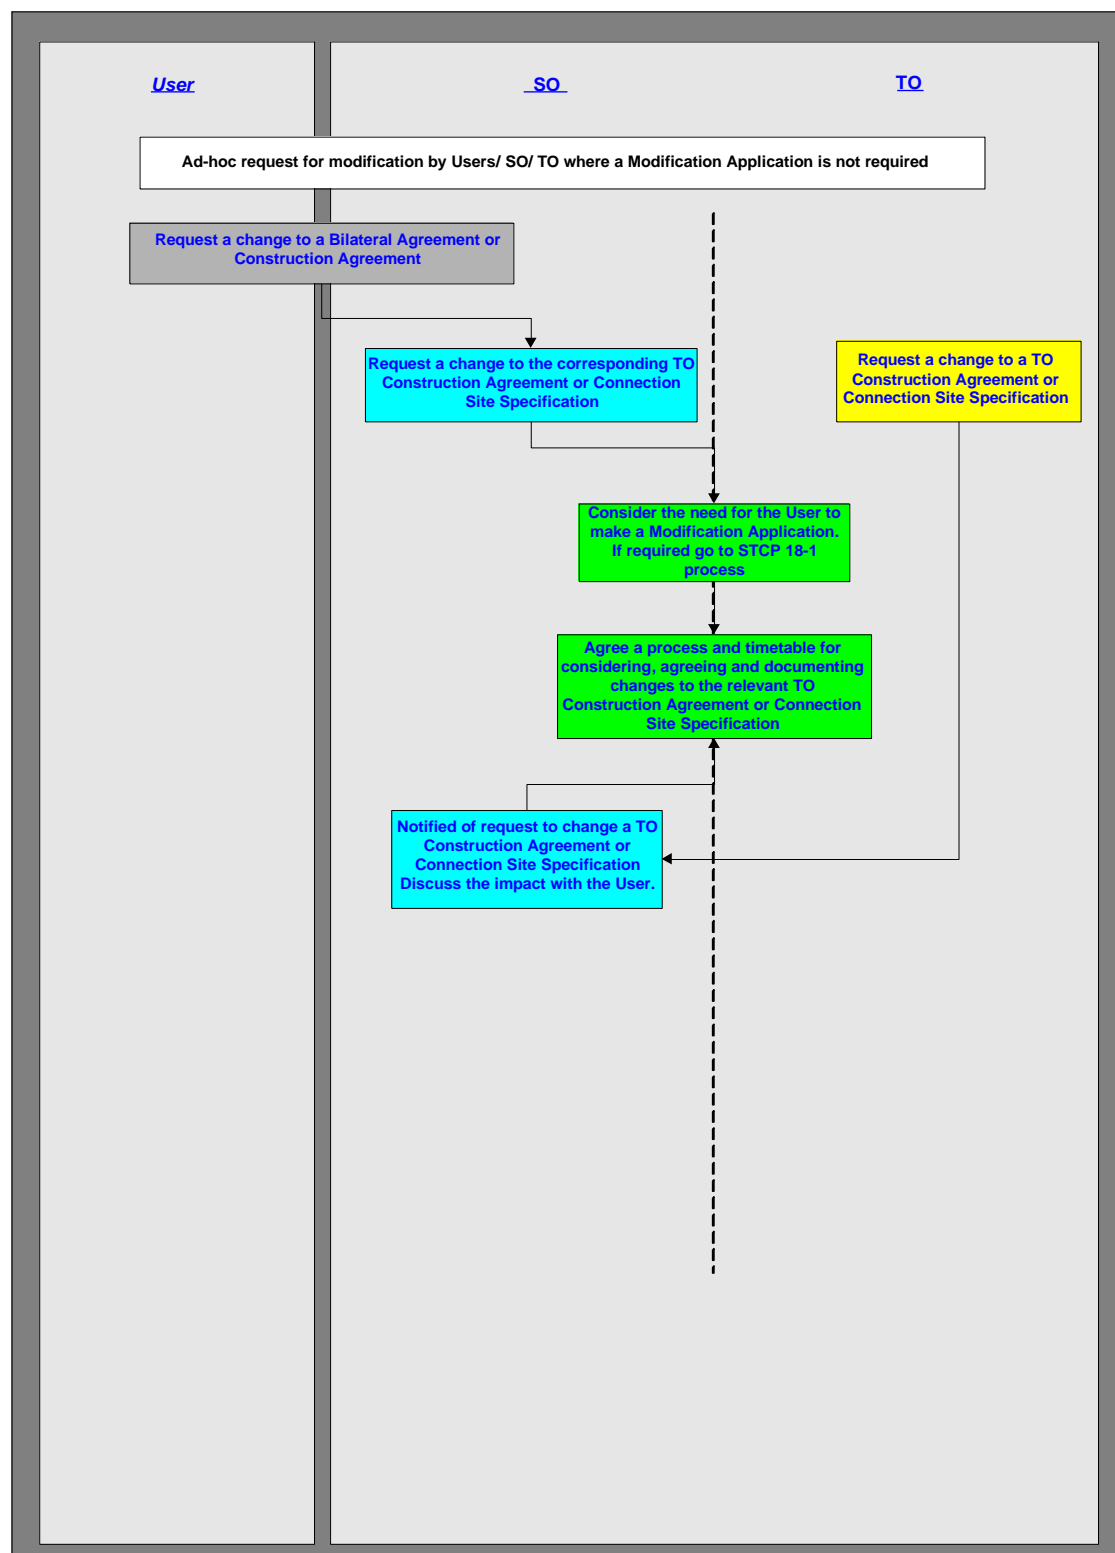 User
SO
TO
Ad-hoc request for modification by Users/ SO/ TO where a Modification Application is not required
Request a change to a Bilateral Agreement or
Construction Agreement
Request a change to the corresponding TO
Construction Agreement or Connection
Site Specification
Request a change to a TO
Construction Agreement or
Connection Site Specification
Consider the need for the User to
make a Modification Application.
If required go to STCP 18-1
process
Agree a process and timetable for
considering, agreeing and documenting
changes to the relevant TO
Construction Agreement or Connection
Site Specification
Notified of request to change a TO
Construction Agreement or
Connection Site Specification
Discuss the impact with the User.